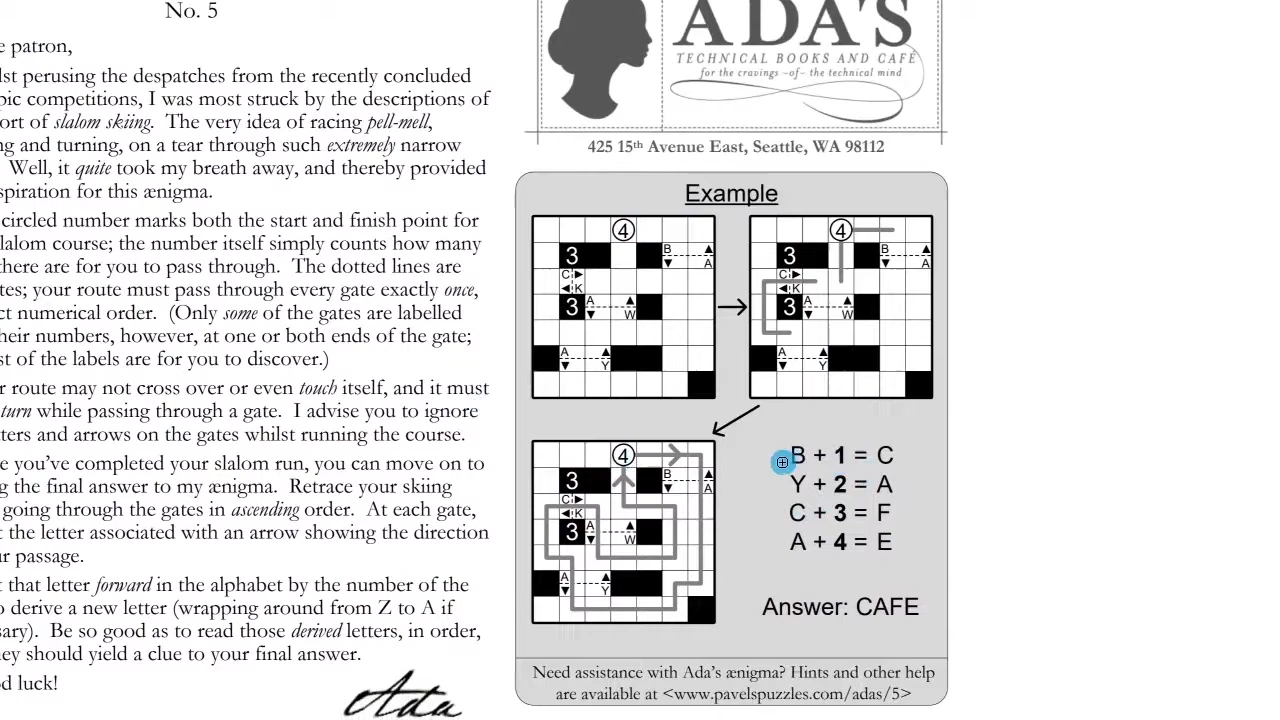 No. 5
e patron,
lst perusing the despatches from the recently concluded
pic competitions, I was most struck by the descriptions of
ort of slalom skiing. The very idea of racing pell-mell,
ng and turning, on a tear through such extremely narrow
Well, it quite took my breath away, and thereby provided
spiration for this ænigma.
circled number marks both the start and finish point for
lalom course; the number itself simply counts how many
there are for you to pass through. The dotted lines are
tes; your route must pass through every gate exactly once,
ct numerical order. (Only some of the gates are labelled
heir numbers, however, at one or both ends of the gate;
st of the labels are for you to discover.)
r route may not cross over or even touch itself, and it must
turn while passing through a gate. I advise you to ignore
tters and arrows on the gates whilst running the course.
e you've completed your slalom run, you can move on to
g the final answer to my ænigma. Retrace your skiing
going through the gates in ascending order. At each gate,
t the letter associated with an arrow showing the direction
ur passage.
t that letter forward in the alphabet by the number of the
o derive a new letter (wrapping around from Z to A if
sary). Be so good as to read those derived letters, in order,
hey should yield a clue to your final answer.
d luck!
Ada
ADA'S
TECHNICAL BOOKS AND CAFÉ
for the cravings -of- the technical mind
425 15th Avenue East, Seattle, WA 98112
Example
4
3 B A
C K
3 A W
A Y
4
3 B A
C K
3 A W
A Y
4
3 B A
C K
3 A W
A Y
B + 1 = C
Y + 2 = A
C + 3 = F
A + 4 = E
Answer: CAFE
Need assistance with Ada's ænigma? Hints and other help
are available at <www.pavelspuzzles.com/adas/5>